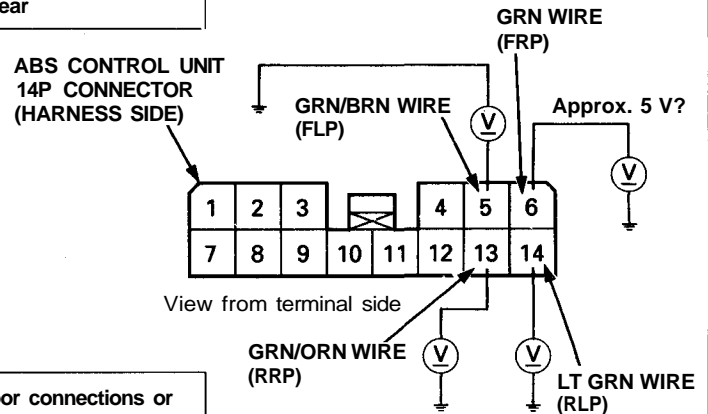 ear
GRN WIRE
(FRP)
ABS CONTROL UNIT
14P CONNECTOR
(HARNESS SIDE)
GRN/BRN WIRE
(FLP)
Approx. 5 V?
V
V
1 2 3 4 5 6
7 8 9 10 11 12 13 14
View from terminal side
GRN/ORN WIRE
(RRP)
V
V
LT GRN WIRE
(RLP)
or connections or